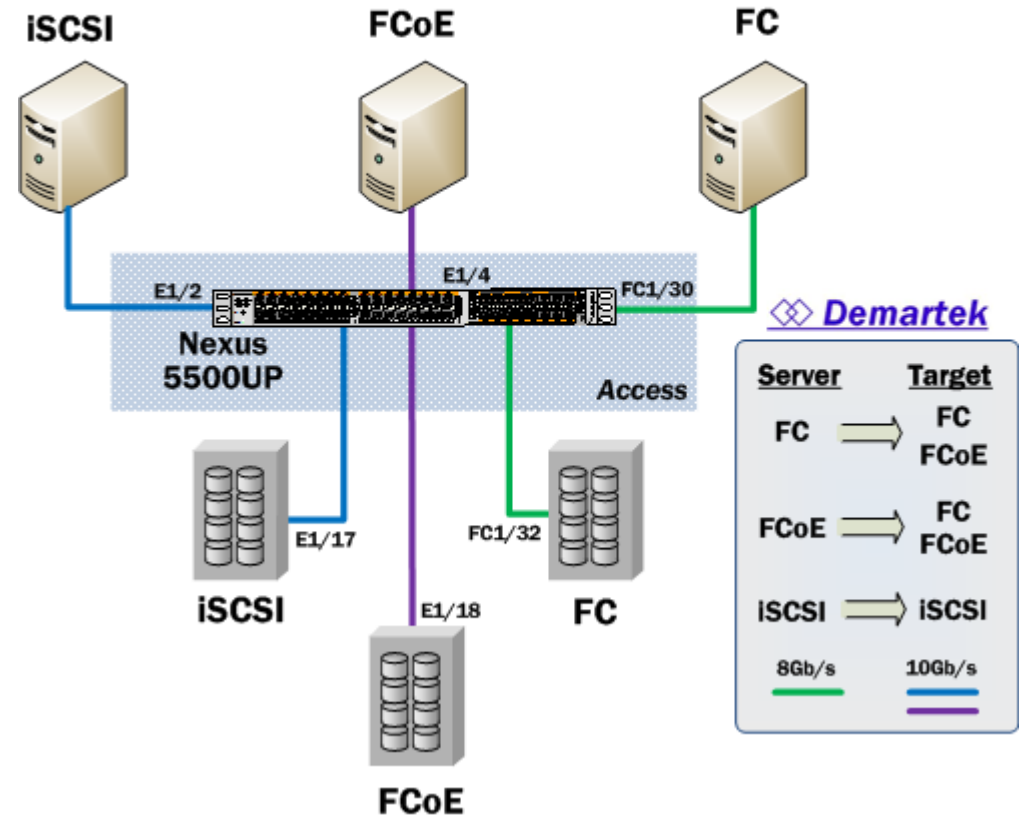 iSCSI
FCoE
FC
E1/2
E1/4
FC1/30
Nexus
5500UP
Access
E1/17
FC1/32
iSCSI
FC
E1/18
FCoE
Demartek
Server Target
FC FC
FCoE
FCoE FC
FCoE
iSCSI iSCSI
8Gb/s 10Gb/s